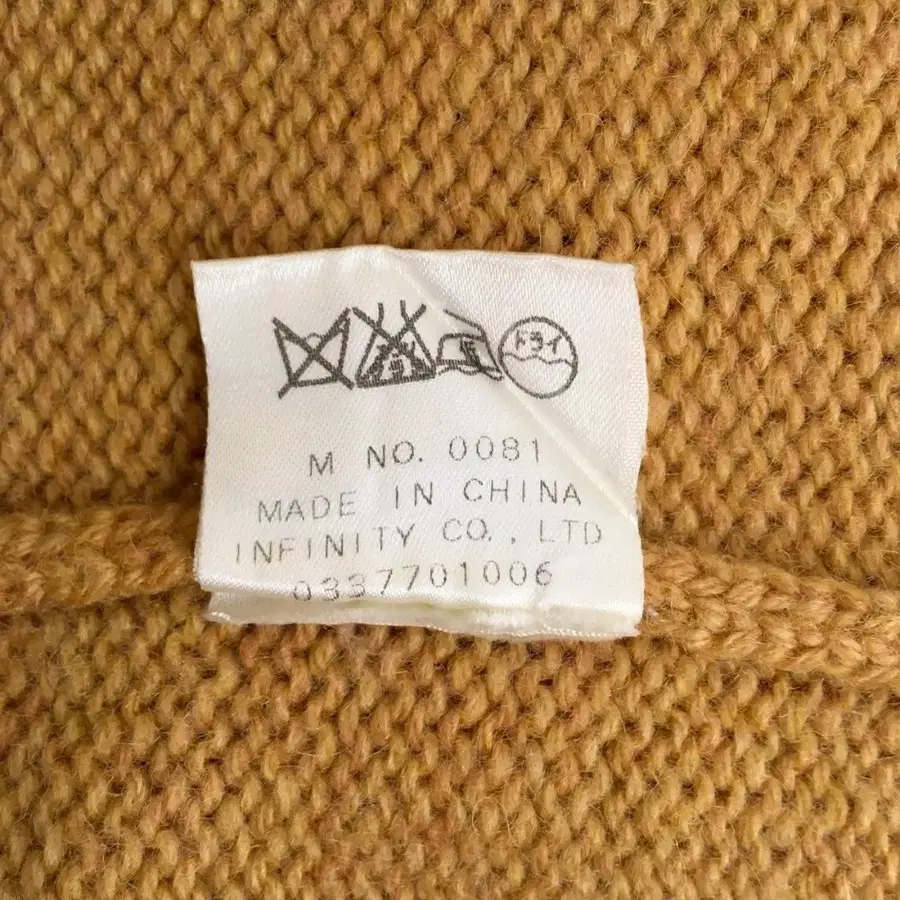 ドライ
M NO. 0081
MADE IN CHINA
INFINITY CO., LTD
0337701006